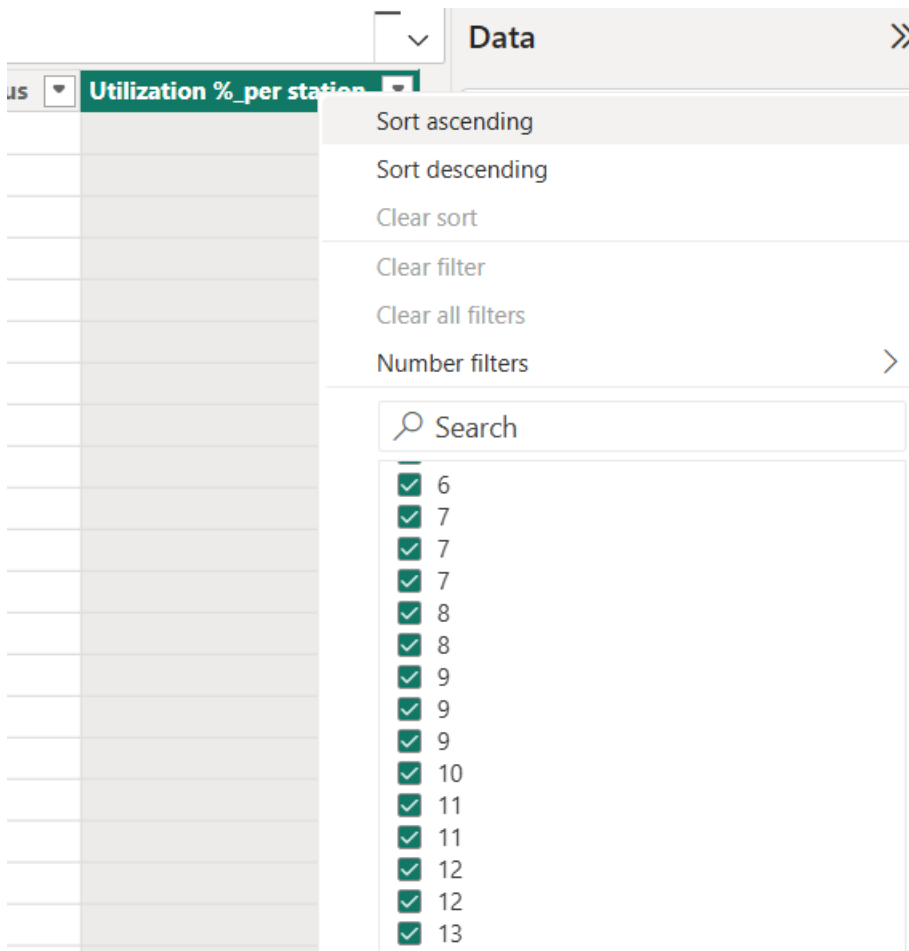 Data
us
Utilization %_per station
Sort ascending
Sort descending
Clear sort
Clear filter
Clear all filters
Number filters
Search
6
7
7
7
8
8
9
9
9
10
11
11
12
12
13